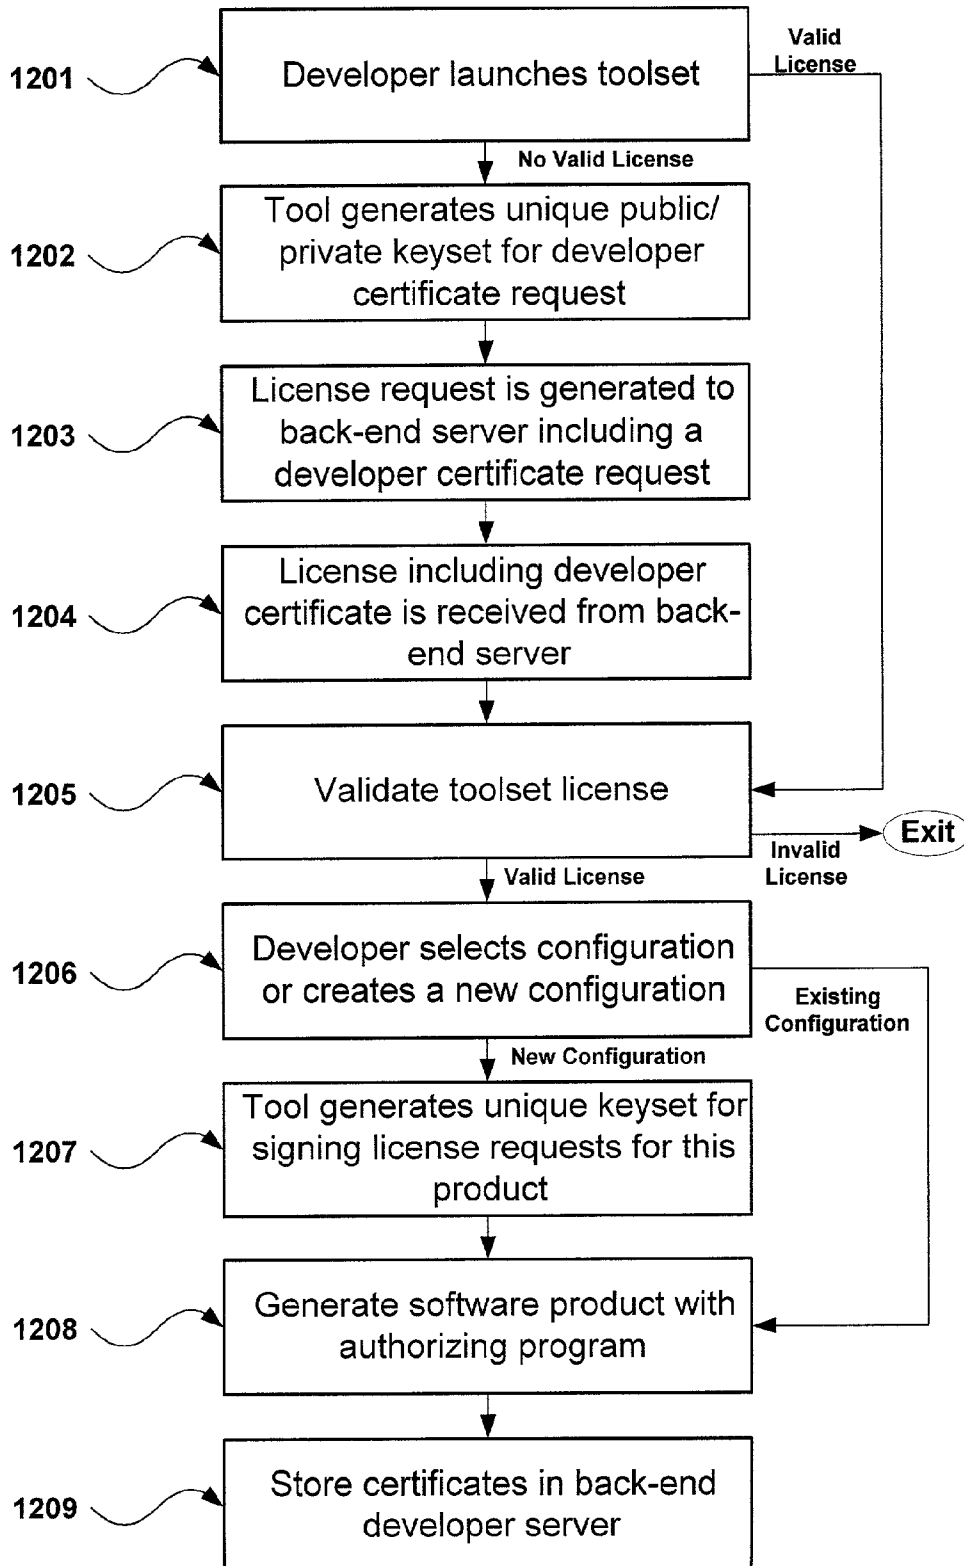 Valid
License
1201
Developer launches toolset
No Valid License
Tool generates unique public/
private keyset for developer
certificate request
1202
License request is generated to
back-end server including a
developer certificate request
1203
License including developer
certificate is received from back-
end server
1204
Validate toolset license
1205
Exit
Invalid
License
Valid License
Developer selects configuration
or creates a new configuration
1206
Existing
Configuration
New Configuration
Tool generates unique keyset for
signing license requests for this
product
1207
Generate software product with
authorizing program
1208
Store certificates in back-end
developer server
1209